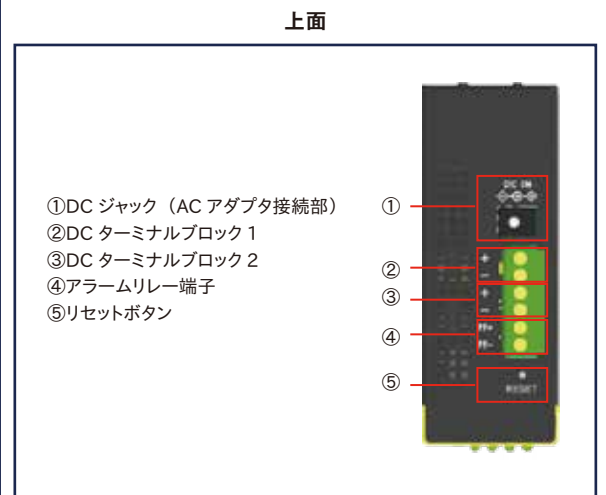 上面
①DC ジャック（AC アダプタ接続部）
②DC ターミナルブロック 1
③DC ターミナルブロック 2
④アラームリレー端子
⑤リセットボタン
①
DC IN
②
+
−
③
+
−
④
⑤
RESET